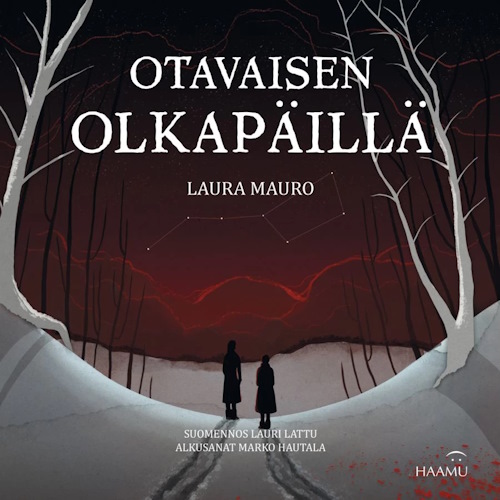 OTAVAISEN
OLKAPÄILLÄ
LAURA MAURO
SUOMENNOS LAURI LATTU
ALKUSANAT MARKO HAUTALA
HAAMU